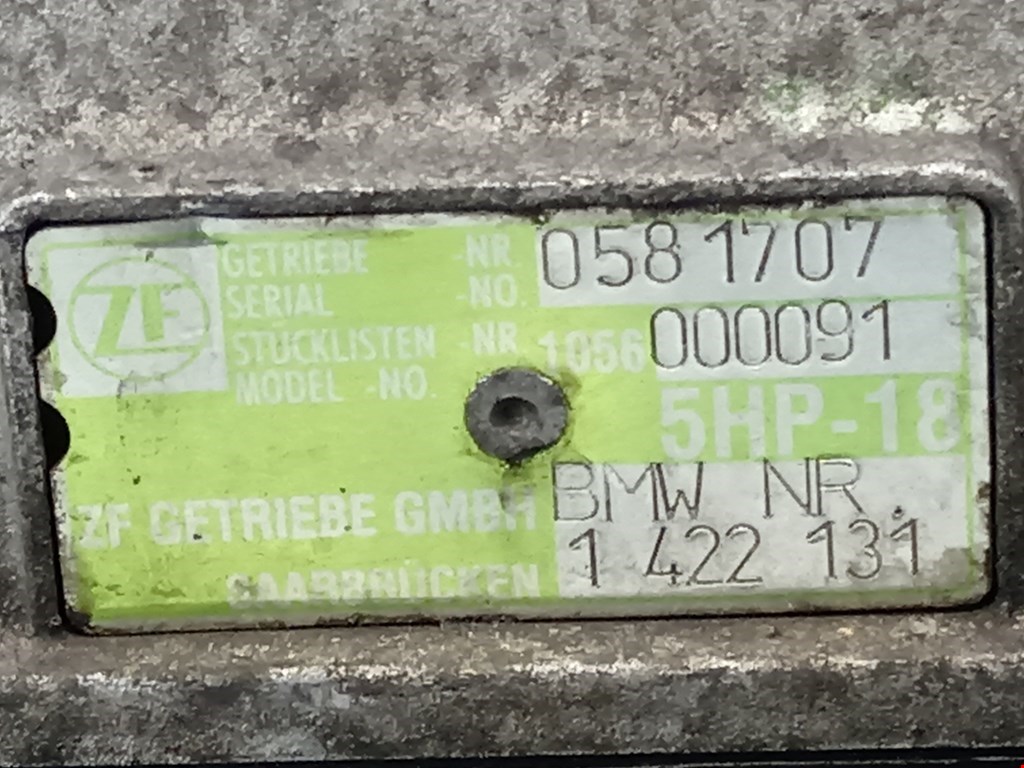 ZF
GETRIEBE -NR. 0581707
SERIAL -NO.
STÜCKLISTEN -NR 1056 000091
MODEL -NO.
5HP-18
ZF GETRIEBE GMBH BMW NR.
SAARBRÜCKEN 1 422 131